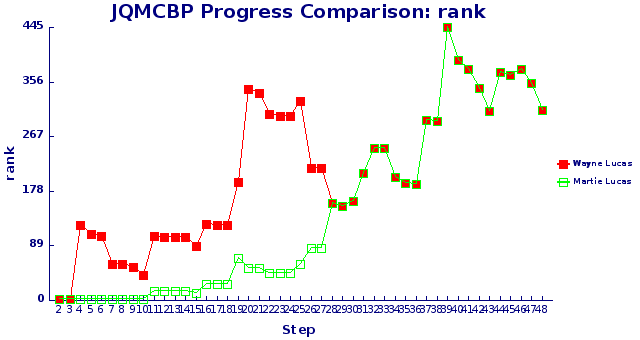 JQMCBP Progress Comparison: rank
445
356
267
178
89
0
rank
2 3 4 5 6 7 8 9 10 11 12 13 14 15 16 17 18 19 20 21 22 23 24 25 26 27 28 29 30 31 32 33 34 35 36 37 38 39 40 41 42 43 44 45 46 47 48
Step
Wayne Lucas
Martie Lucas